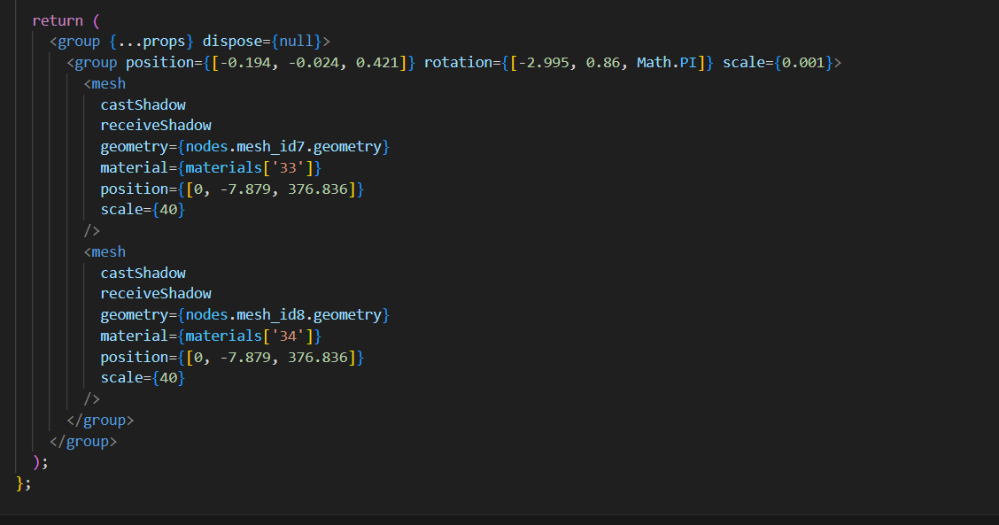 return (
<group {...props} dispose={null}>
<group position={[-0.194, -0.024, 0.421]} rotation={[-2.995, 0.86, Math.PI]} scale={0.001}>
<mesh
castShadow
receiveShadow
geometry={nodes.mesh_id7.geometry}
material={materials['33']}
position={[0, -7.879, 376.836]}
scale={40}
/>
<mesh
castShadow
receiveShadow
geometry={nodes.mesh_id8.geometry}
material={materials['34']}
position={[0, -7.879, 376.836]}
scale={40}
/>
</group>
</group>
);
};